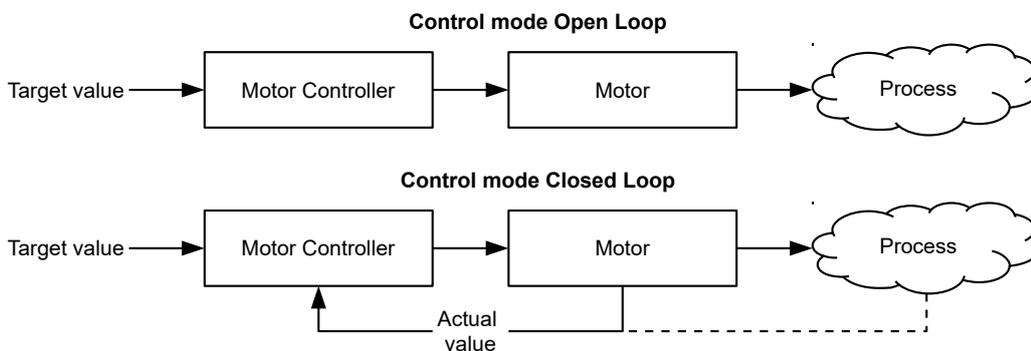 Control mode Open Loop
Target value
Motor Controller
Motor
Process
Control mode Closed Loop
Target value
Motor Controller
Motor
Process
Actual
value